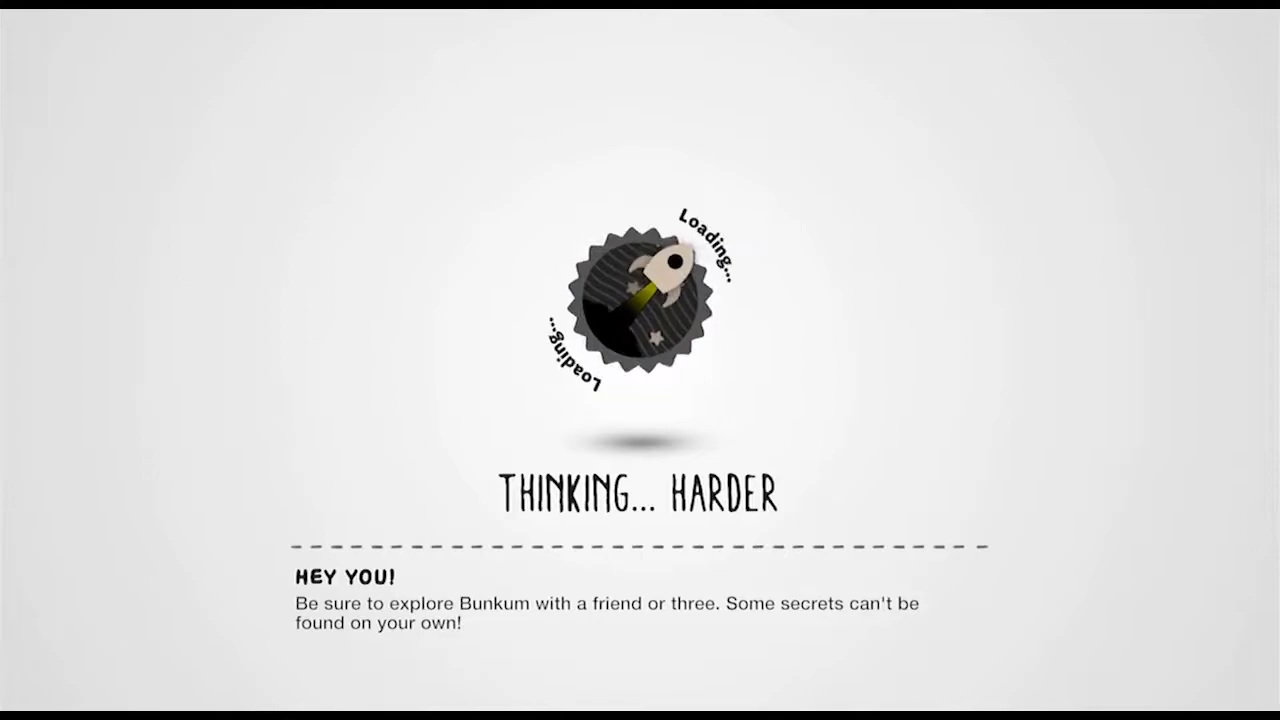 Loading...
Loading...
THINKING... HARDER
HEY YOU!
Be sure to explore Bunkum with a friend or three. Some secrets can't be
found on your own!